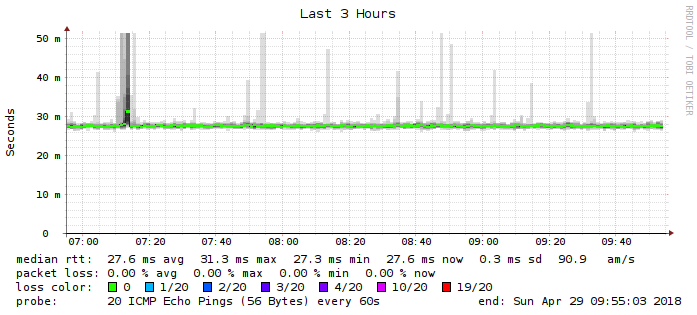 Last 3 Hours
RRDTOOL / TOBI OETIKER
Seconds
50 m
40 m
30 m
20 m
10 m
0
07:00 07:20 07:40 08:00 08:20 08:40 09:00 09:20 09:40
median rtt: 27.6 ms avg 31.3 ms max 27.3 ms min 27.6 ms now 0.3 ms sd 90.9 am/s
packet loss: 0.00 % avg 0.00 % max 0.00 % min 0.00 % now
loss color: 0 1/20 2/20 3/20 4/20 10/20 19/20
probe: 20 ICMP Echo Pings (56 Bytes) every 60s end: Sun Apr 29 09:55:03 2018